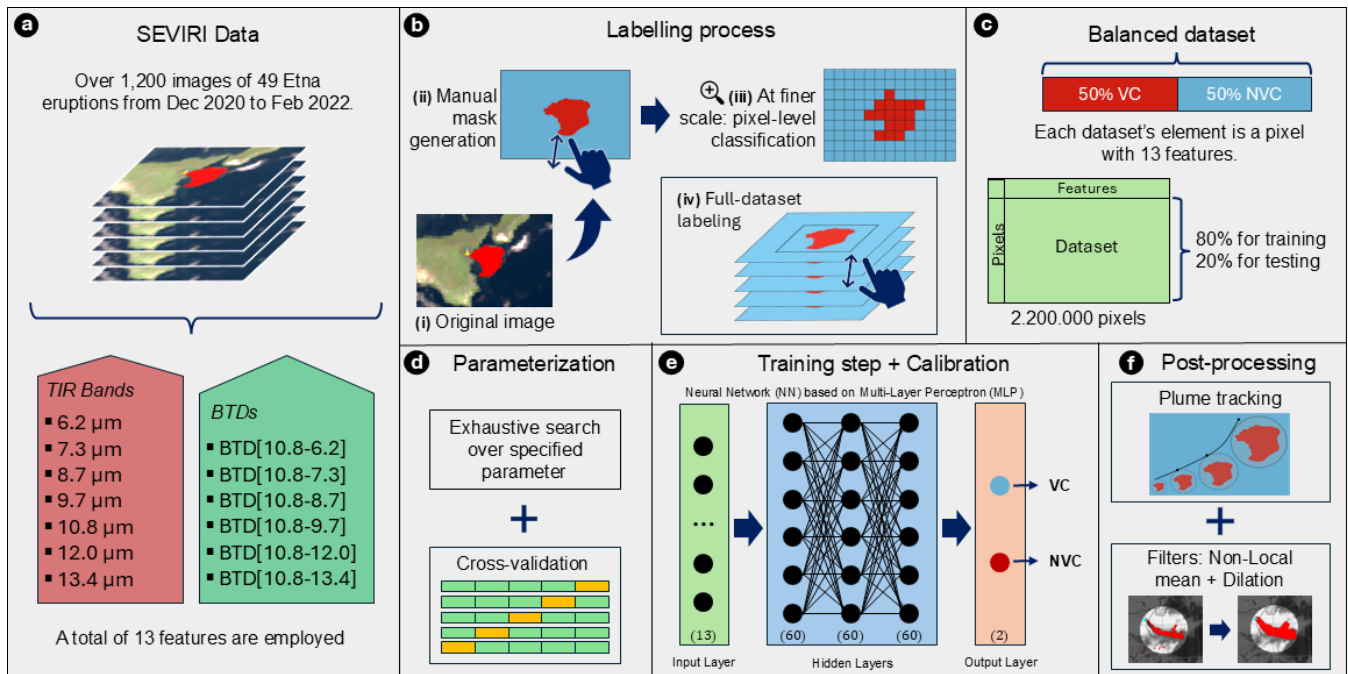 a
SEVIRI Data
Over 1,200 images of 49 Etna
eruptions from Dec 2020 to Feb 2022.
TIR Bands
▪ 6.2 µm
▪ 7.3 µm
▪ 8.7 µm
▪ 9.7 µm
▪ 10.8 µm
▪ 12.0 µm
▪ 13.4 µm
BTDs
▪ BTD[10.8-6.2]
▪ BTD[10.8-7.3]
▪ BTD[10.8-8.7]
▪ BTD[10.8-9.7]
▪ BTD[10.8-12.0]
▪ BTD[10.8-13.4]
A total of 13 features are employed
b
Labelling process
(ii) Manual
mask
generation
(iii) At finer
scale: pixel-level
classification
(i) Original image
(iv) Full-dataset
labeling
c
Balanced dataset
50% VC
50% NVC
Each dataset's element is a pixel
with 13 features.
Features
Pixels
Dataset
80% for training
20% for testing
2.200.000 pixels
d
Parameterization
Exhaustive search
over specified
parameter
+
Cross-validation
e
Training step + Calibration
Neural Network (NN) based on Multi-Layer Perceptron (MLP)
...
VC
NVC
(13)
(60)
(60)
(60)
(2)
Input Layer
Hidden Layers
Output Layer
f
Post-processing
Plume tracking
+
Filters: Non-Local
mean + Dilation